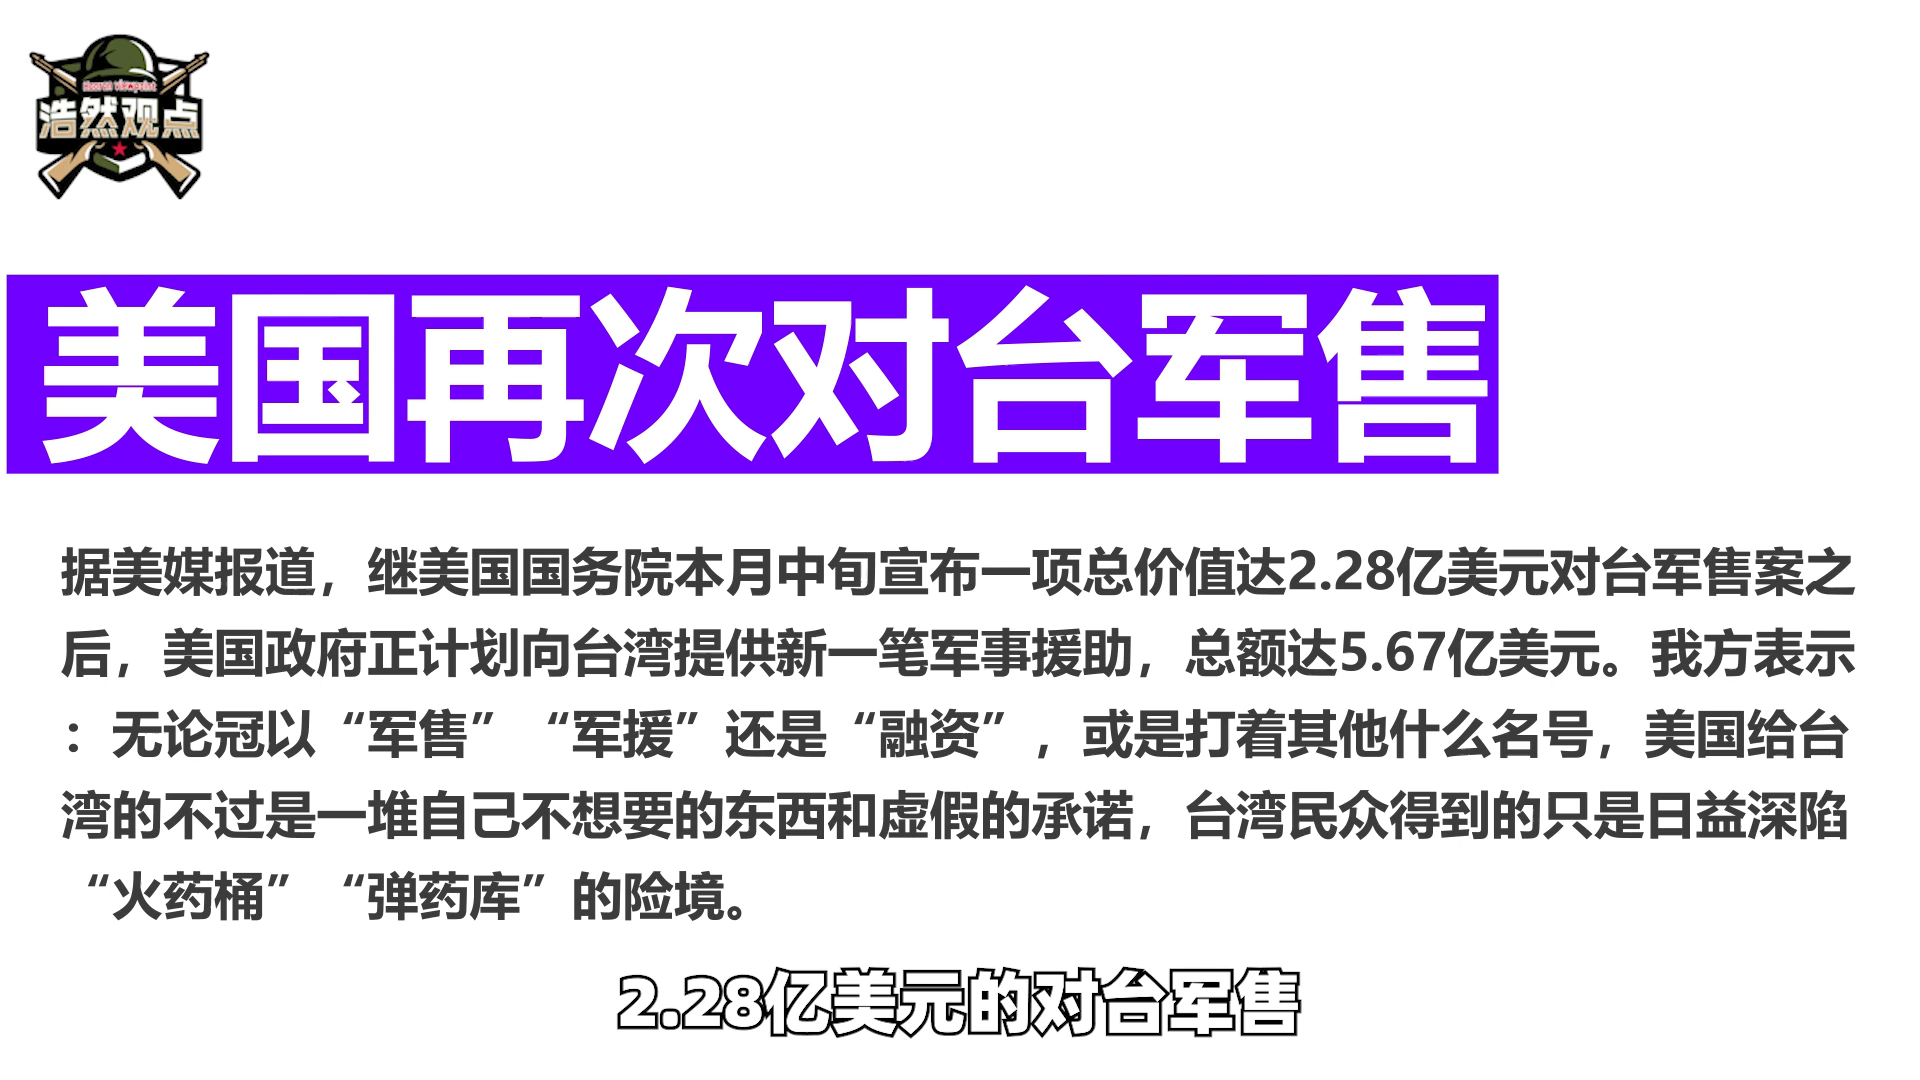 浩然观点
美国再次对台军售
据美媒报道，继美国国务院本月中旬宣布一项总价值达2.28亿美元对台军售案之
后，美国政府正计划向台湾提供新一笔军事援助，总额达5.67亿美元。我方表示
：无论冠以“军售”“军援”还是“融资”，或是打着其他什么名号，美国给台
湾的不过是一堆自己不想要的东西和虚假的承诺，台湾民众得到的只是日益深陷
“火药桶”“弹药库”的险境。
2.28亿美元的对台军售